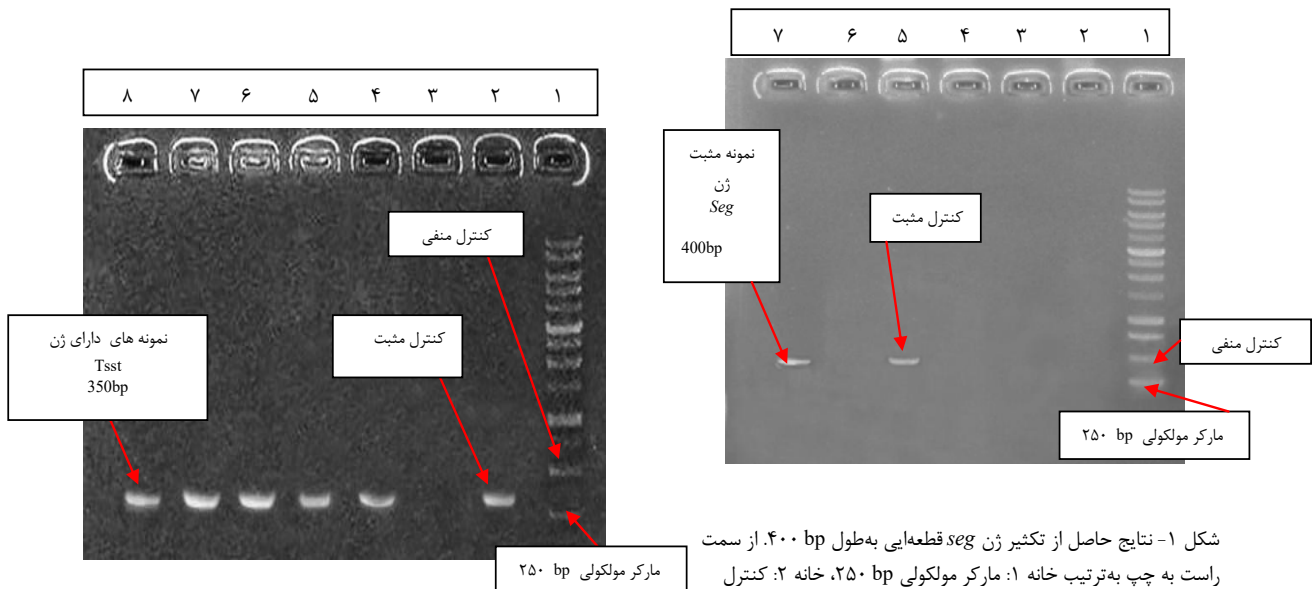 ۷ ۶ ۵ ۴ ۳ ۲ ۱
نمونه مثبت
ژن
Seg
400bp
کنترل مثبت
کنترل منفی
مارکر مولکولی ۲۵۰ bp
شکل ۱- نتایج حاصل از تکثیر ژن seg قطعه‌ایی به‌طول ۴۰۰ bp. از سمت
راست به چپ به‌ترتیب خانه ۱: مارکر مولکولی ۲۵۰ bp، خانه ۲: کنترل
۸ ۷ ۶ ۵ ۴ ۳ ۲ ۱
کنترل منفی
کنترل مثبت
نمونه های دارای ژن
Tsst
350bp
مارکر مولکولی ۲۵۰ bp